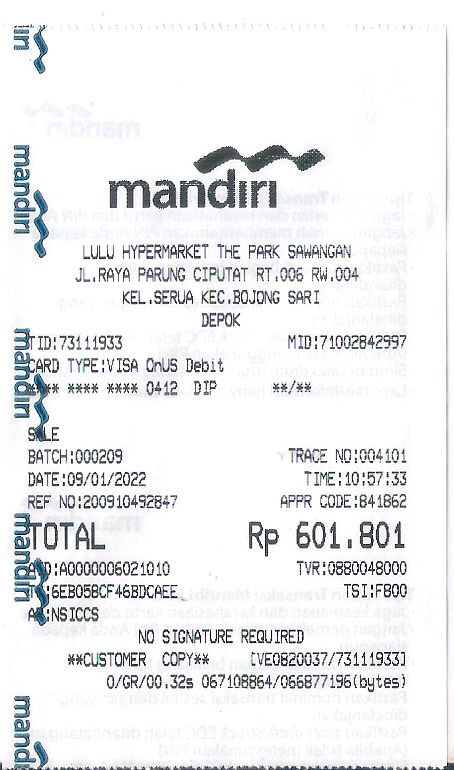 mandiri
mandiri
LULU HYPERMARKET THE PARK SAWANGAN
JL.RAYA PARUNG CIPUTAT RT.006 RW.004
KEL.SERUA KEC.BOJONG SARI
DEPOK
TID:73111933 MID:71002842997
CARD TYPE:VISA OnUS Debit
**** **** **** 0412 DIP **/**
SALE
BATCH:000209 TRACE NO:004101
DATE:09/01/2022 TIME:10:57:33
REF NO:200910492847 APPR CODE:841862
TOTAL Rp 601.801
:A0000006021010 TVR:0880048000
:6EB058CF46BDCAEE TSI:F800
:NSICCS
NO SIGNATURE REQUIRED
**CUSTOMER COPY** [VE0820037/73111933]
0/GR/00.32s 067108864/066877196(bytes)
mandiri
mandiri
mandiri